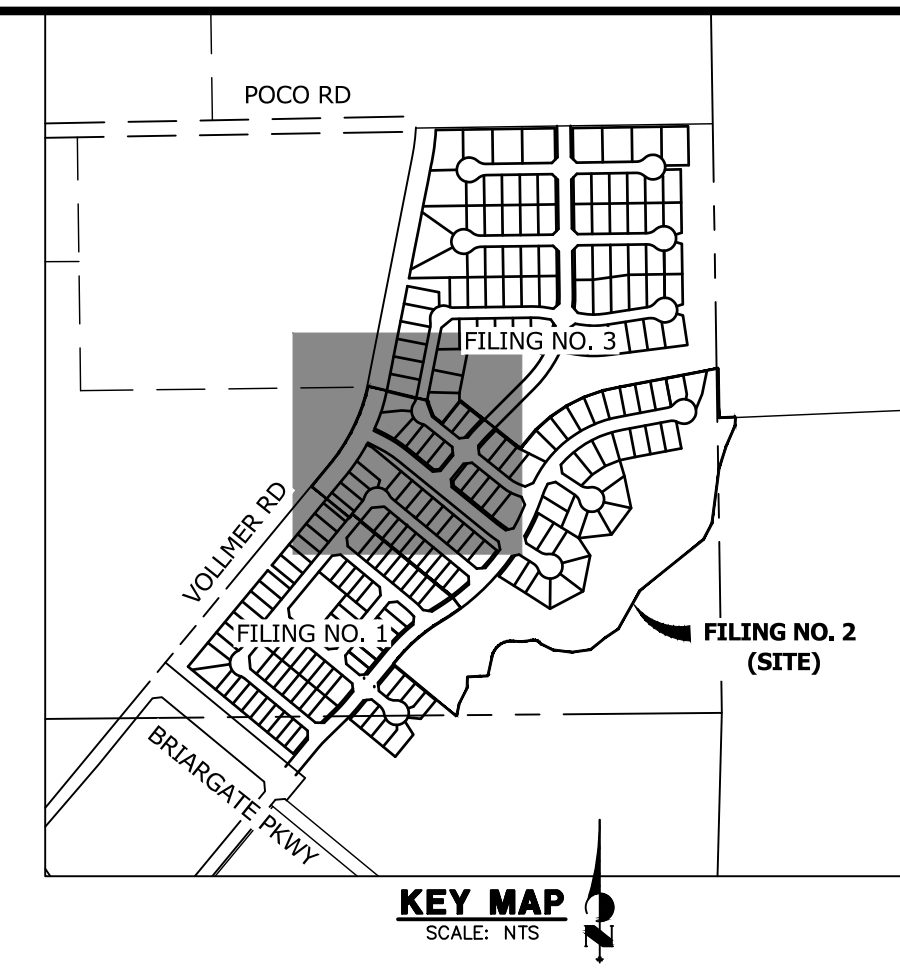 POCO RD
FILING NO. 3
VOLLMER RD
FILING NO. 1
FILING NO. 2
(SITE)
BRIARGATE PKWY
KEY MAP
SCALE: NTS
N